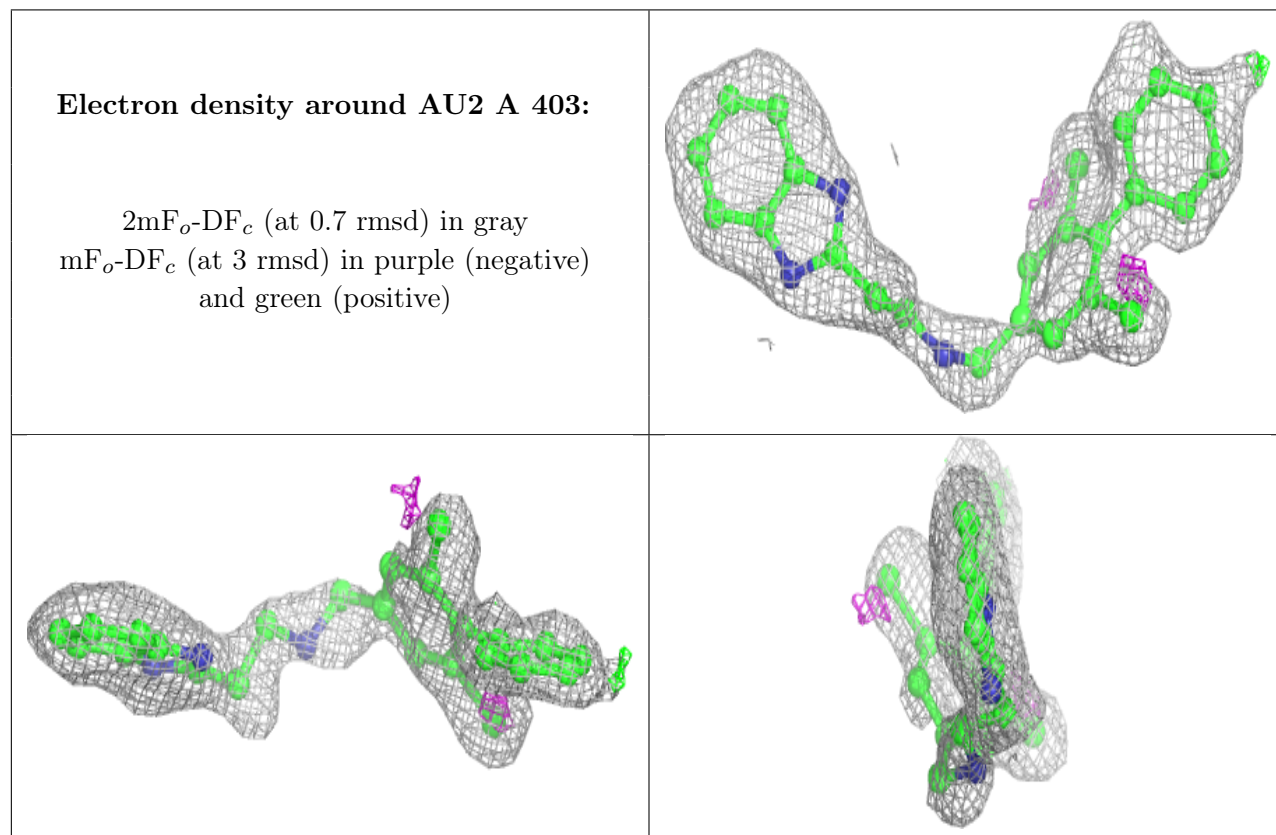 Electron density around AU2 A 403:
2mFo-DFc (at 0.7 rmsd) in gray
mFo-DFc (at 3 rmsd) in purple (negative)
and green (positive)